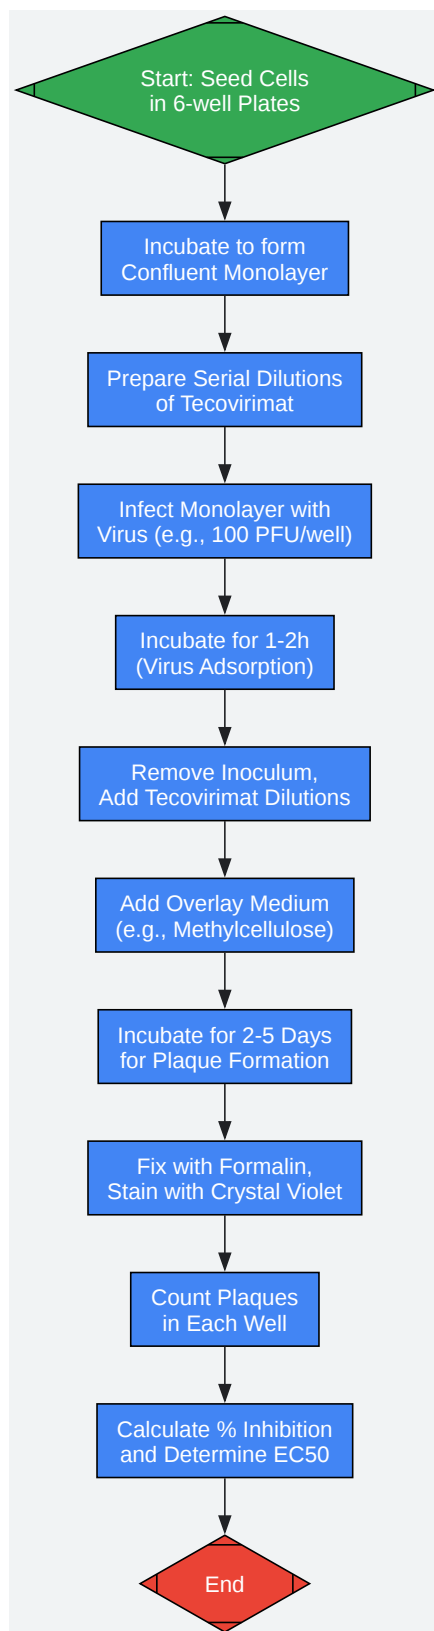 Start: Seed Cells
in 6-well Plates
Incubate to form
Confluent Monolayer
Prepare Serial Dilutions
of Tecovirimat
Infect Monolayer with
Virus (e.g., 100 PFU/well)
Incubate for 1-2h
(Virus Adsorption)
Remove Inoculum,
Add Tecovirimat Dilutions
Add Overlay Medium
(e.g., Methylcellulose)
Incubate for 2-5 Days
for Plaque Formation
Fix with Formalin,
Stain with Crystal Violet
Count Plaques
in Each Well
Calculate % Inhibition
and Determine EC50
End